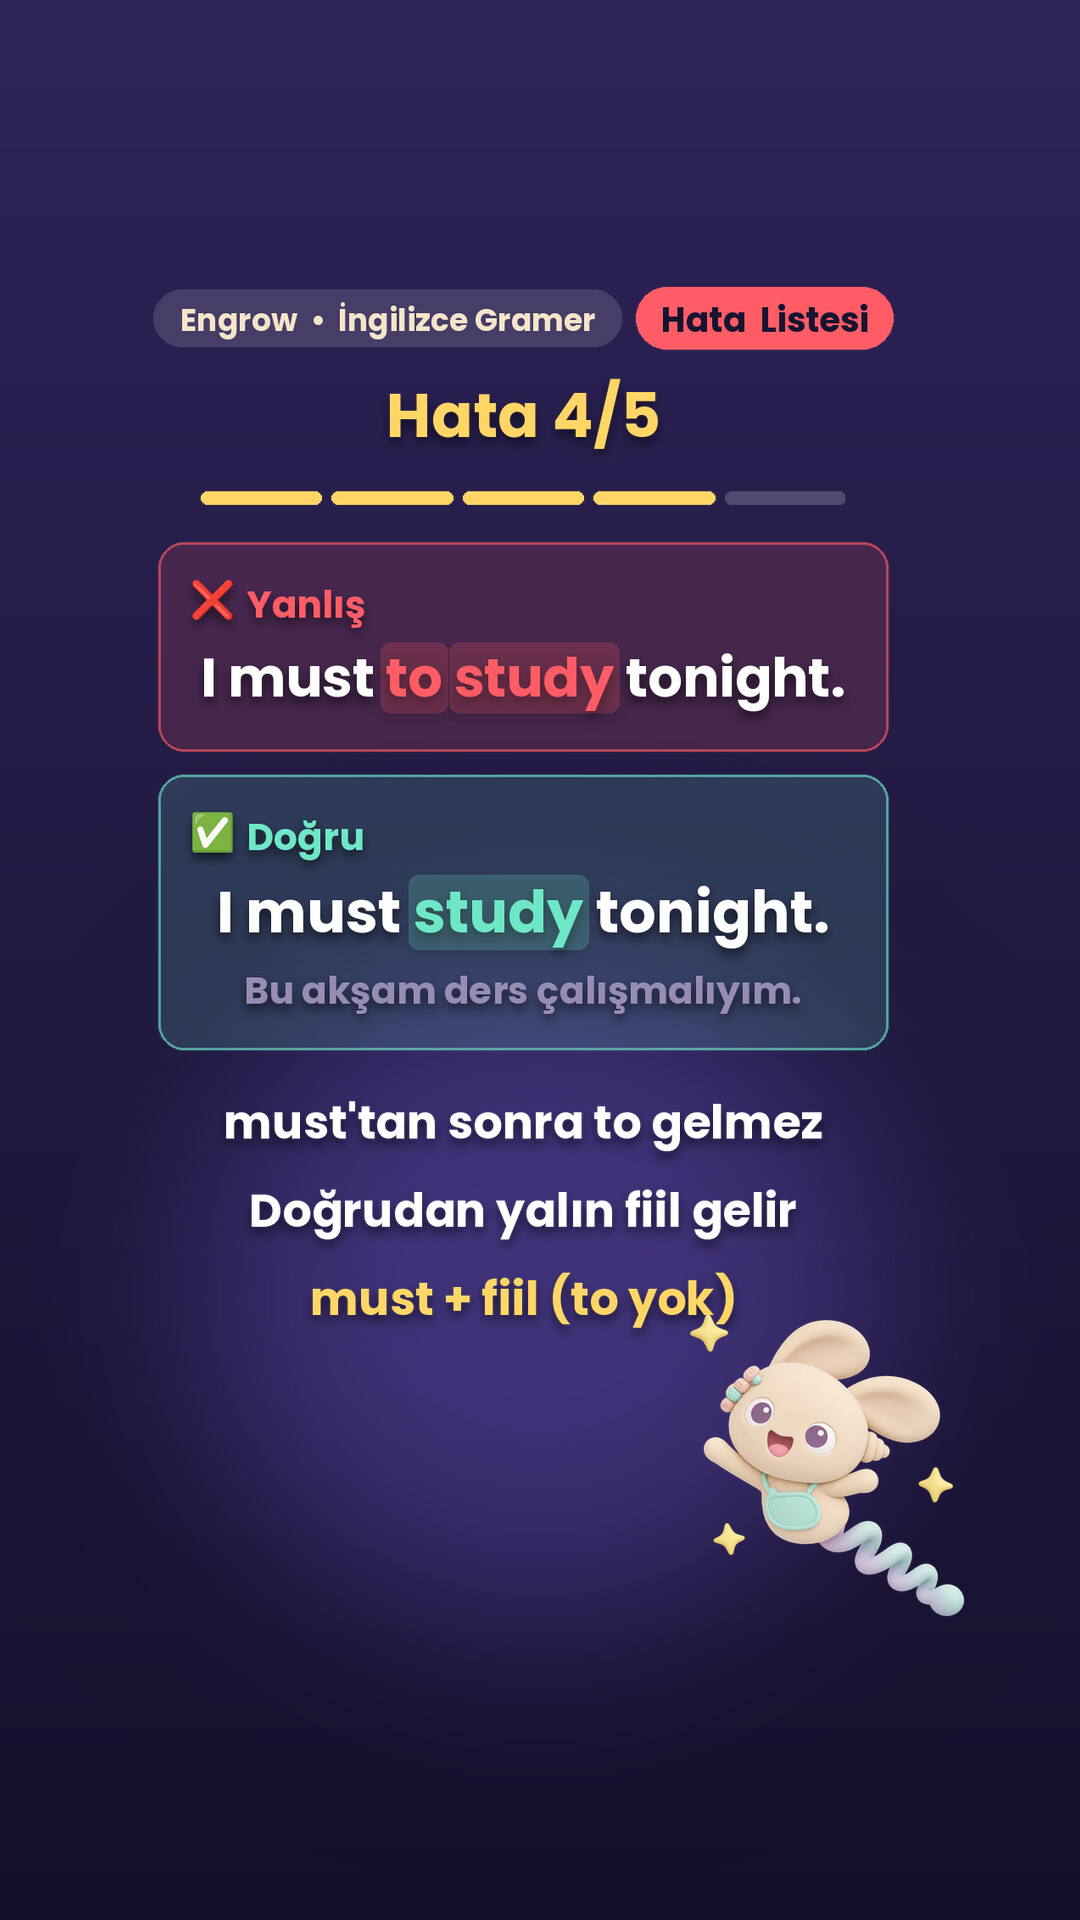 Engrow • İngilizce Gramer
Hata Listesi
Hata 4/5
❌ Yanlış
I must to study tonight.
✅ Doğru
I must study tonight.
Bu akşam ders çalışmalıyım.
must'tan sonra to gelmez
Doğrudan yalın fiil gelir
must + fiil (to yok)